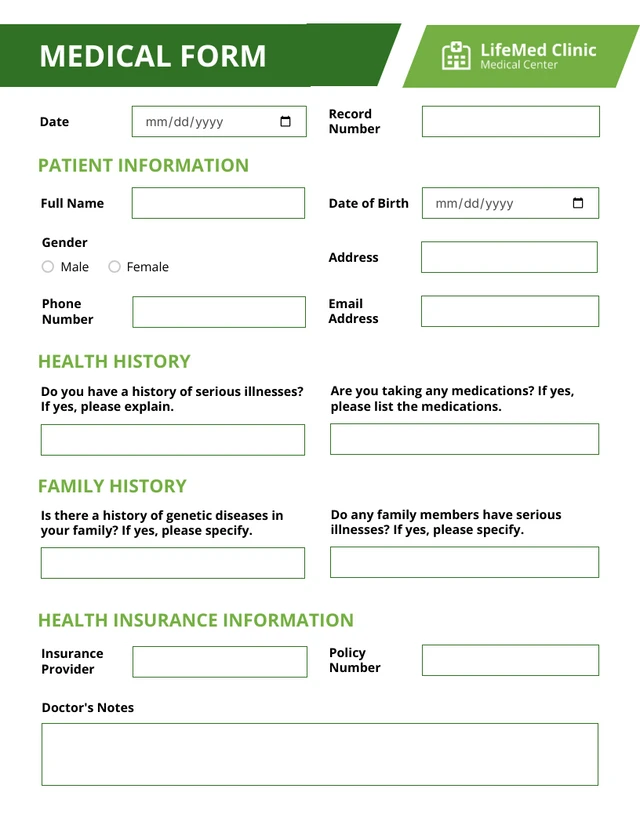 MEDICAL FORM
LifeMed Clinic
Medical Center
Date
mm/dd/yyyy
Record
Number
PATIENT INFORMATION
Full Name
Date of Birth
mm/dd/yyyy
Gender
Male
Female
Address
Phone
Number
Email
Address
HEALTH HISTORY
Do you have a history of serious illnesses?
If yes, please explain.
Are you taking any medications? If yes,
please list the medications.
FAMILY HISTORY
Is there a history of genetic diseases in
your family? If yes, please specify.
Do any family members have serious
illnesses? If yes, please specify.
HEALTH INSURANCE INFORMATION
Insurance
Provider
Policy
Number
Doctor's Notes